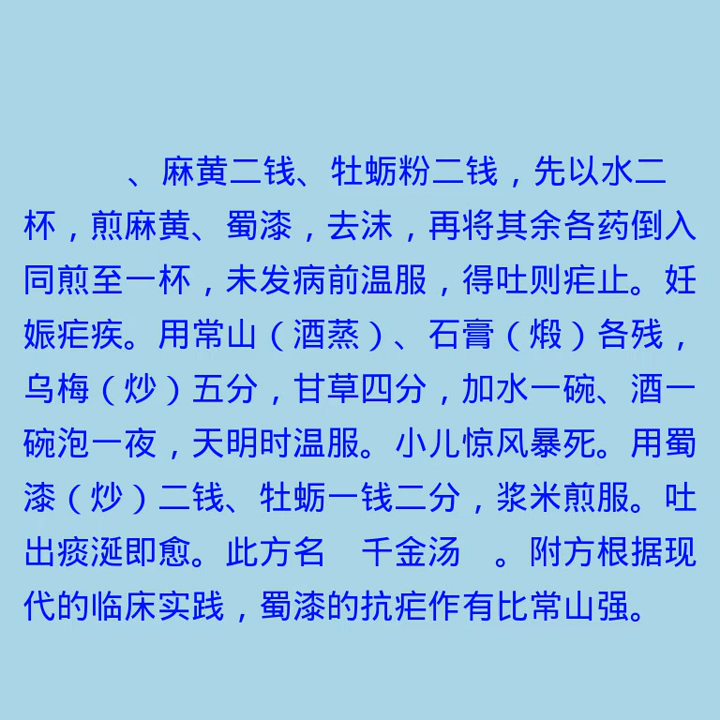 、麻黄二钱、牡蛎粉二钱，先以水二
杯，煎麻黄、蜀漆，去沫，再将其余各药倒入
同煎至一杯，未发病前温服，得吐则疟止。妊
娠疟疾。用常山（酒蒸）、石膏（煅）各残，
乌梅（炒）五分，甘草四分，加水一碗、酒一
碗泡一夜，天明时温服。小儿惊风暴死。用蜀
漆（炒）二钱、牡蛎一钱二分，浆米煎服。吐
出痰涎即愈。此方名　千金汤　。附方根据现
代的临床实践，蜀漆的抗疟作有比常山强。